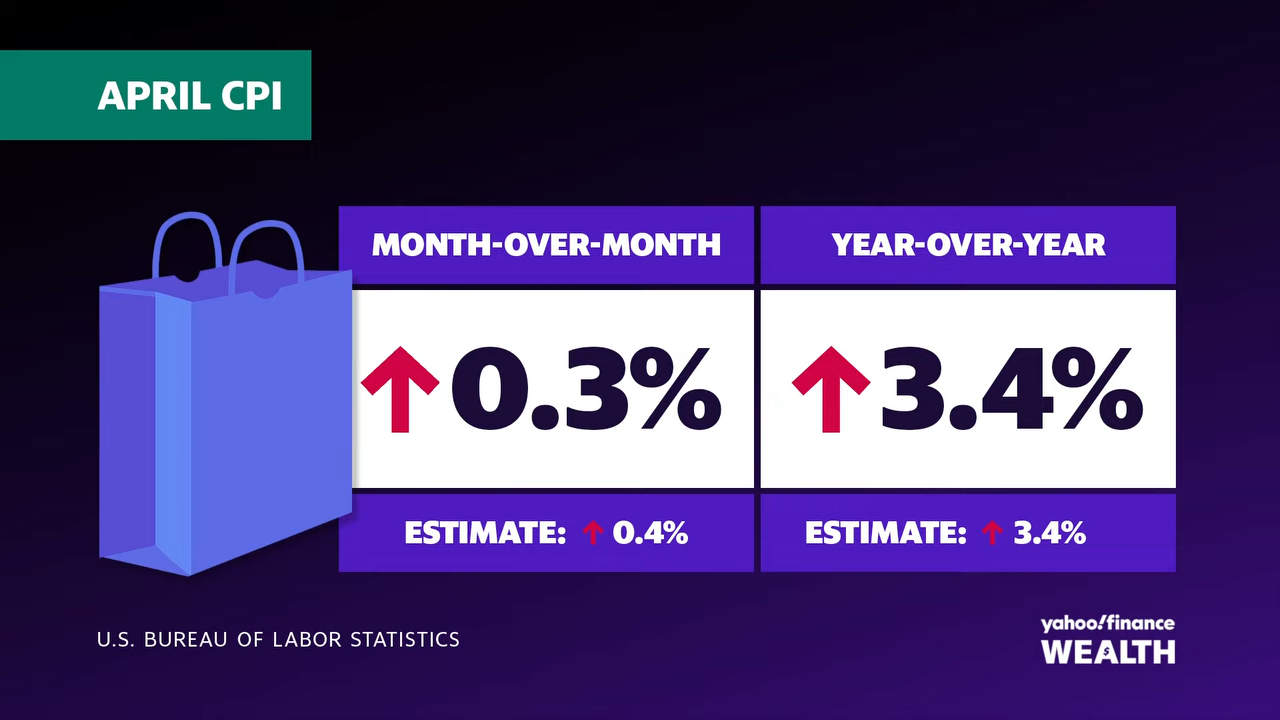 APRIL CPI
MONTH-OVER-MONTH
↑0.3%
ESTIMATE: ↑ 0.4%
YEAR-OVER-YEAR
↑3.4%
ESTIMATE: ↑ 3.4%
U.S. BUREAU OF LABOR STATISTICS
yahoo!finance
WEALTH